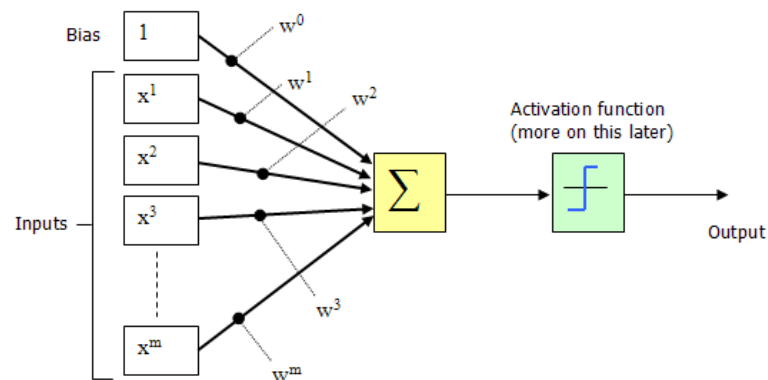 Bias
1
w⁰
x¹
w¹
x²
w²
x³
w³
xᵐ
wᵐ
Inputs
∑
Activation function
(more on this later)
Output